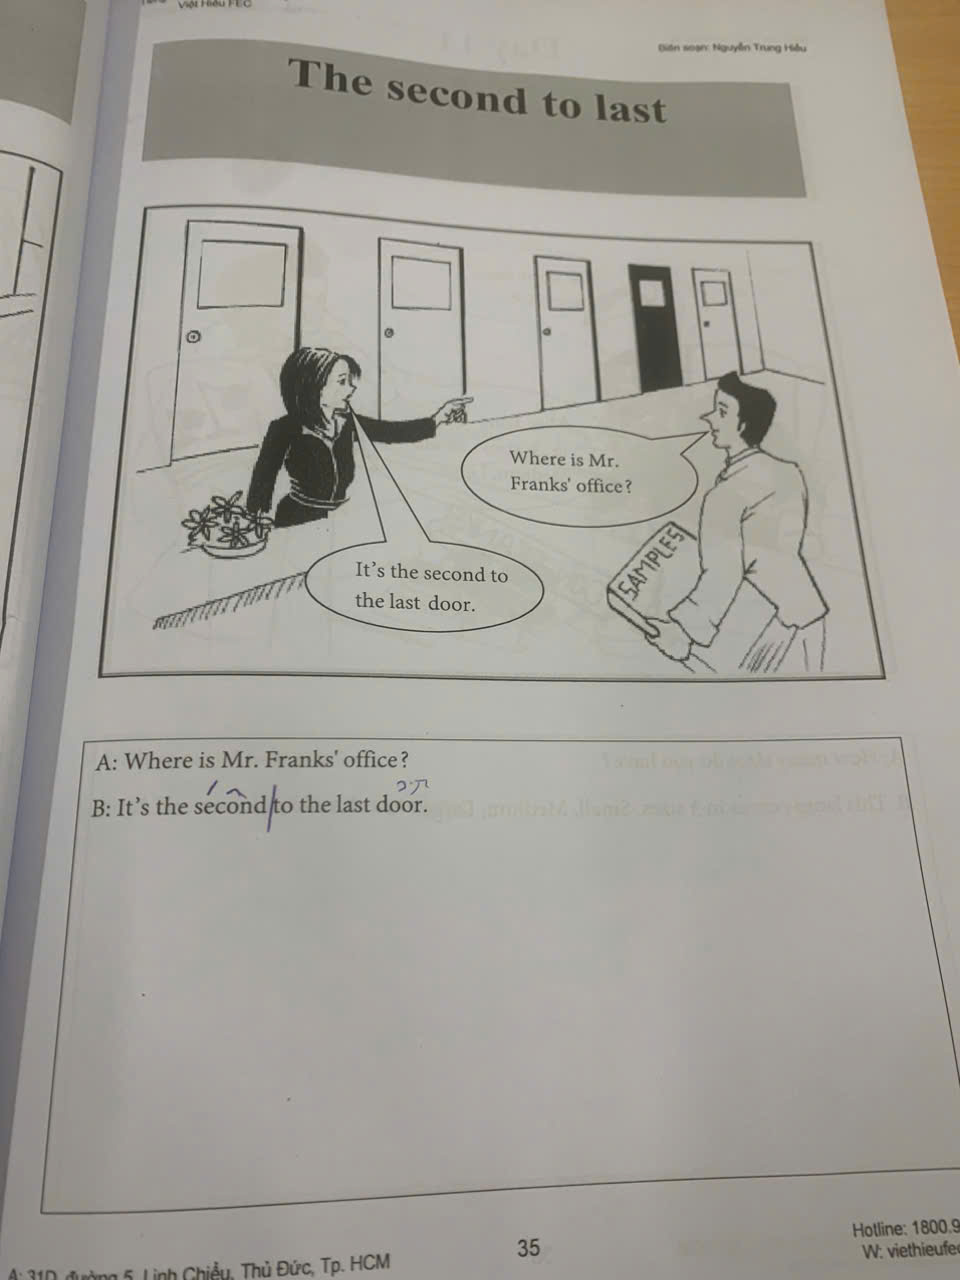 Việt Hiếu FEC
Biên soạn: Nguyễn Trung Hiếu
The second to last
Where is Mr.
Franks' office?
SAMPLES
It's the second to
the last door.
A: Where is Mr. Franks' office?
B: It's the second to the last door.
35
Hotline: 1800.9
W: viethieufec
A: 31D, đường 5, Linh Chiểu, Thủ Đức, Tp. HCM